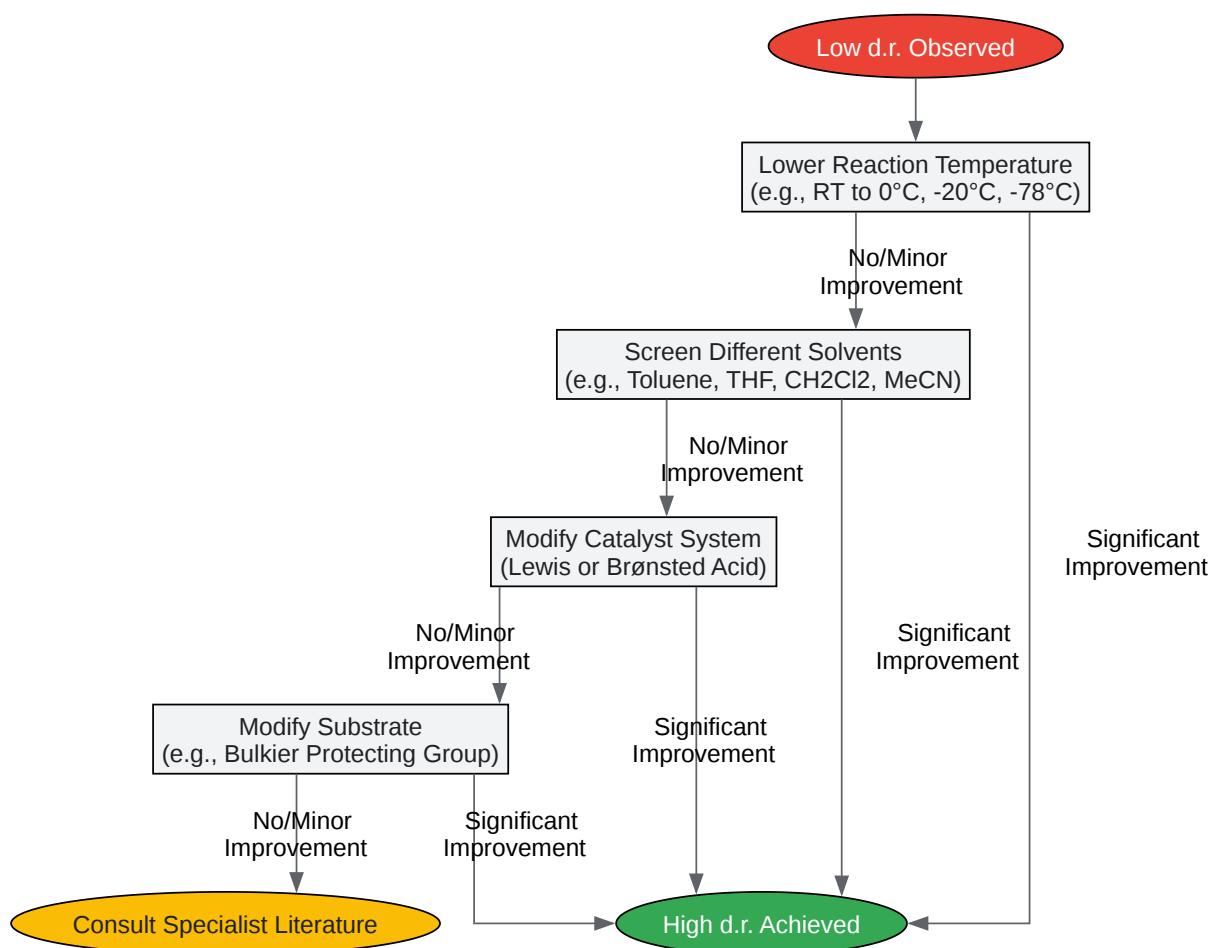 Low d.r. Observed
Lower Reaction Temperature
(e.g., RT to 0°C, -20°C, -78°C)
No/Minor
Improvement
Screen Different Solvents
(e.g., Toluene, THF, CH2Cl2, MeCN)
No/Minor
Improvement
Modify Catalyst System
(Lewis or Brønsted Acid)
Significant
Improvement
No/Minor
Improvement
Significant
Improvement
Modify Substrate
(e.g., Bulkier Protecting Group)
Significant
Improvement
No/Minor
Improvement
Significant
Improvement
Consult Specialist Literature
High d.r. Achieved